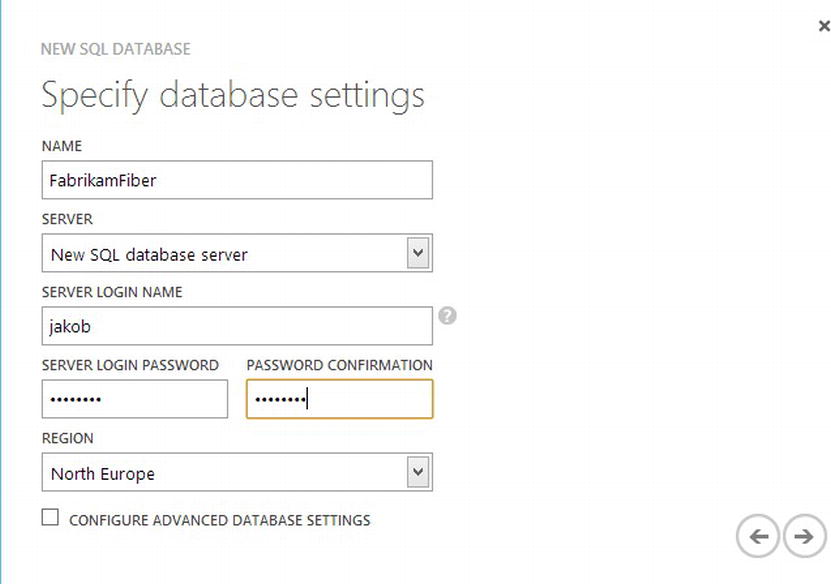 NEW SQL DATABASE
Specify database settings
NAME
FabrikamFiber
SERVER
New SQL database server
SERVER LOGIN NAME
jakob
SERVER LOGIN PASSWORD PASSWORD CONFIRMATION
•••••••• ••••••••
REGION
North Europe
CONFIGURE ADVANCED DATABASE SETTINGS